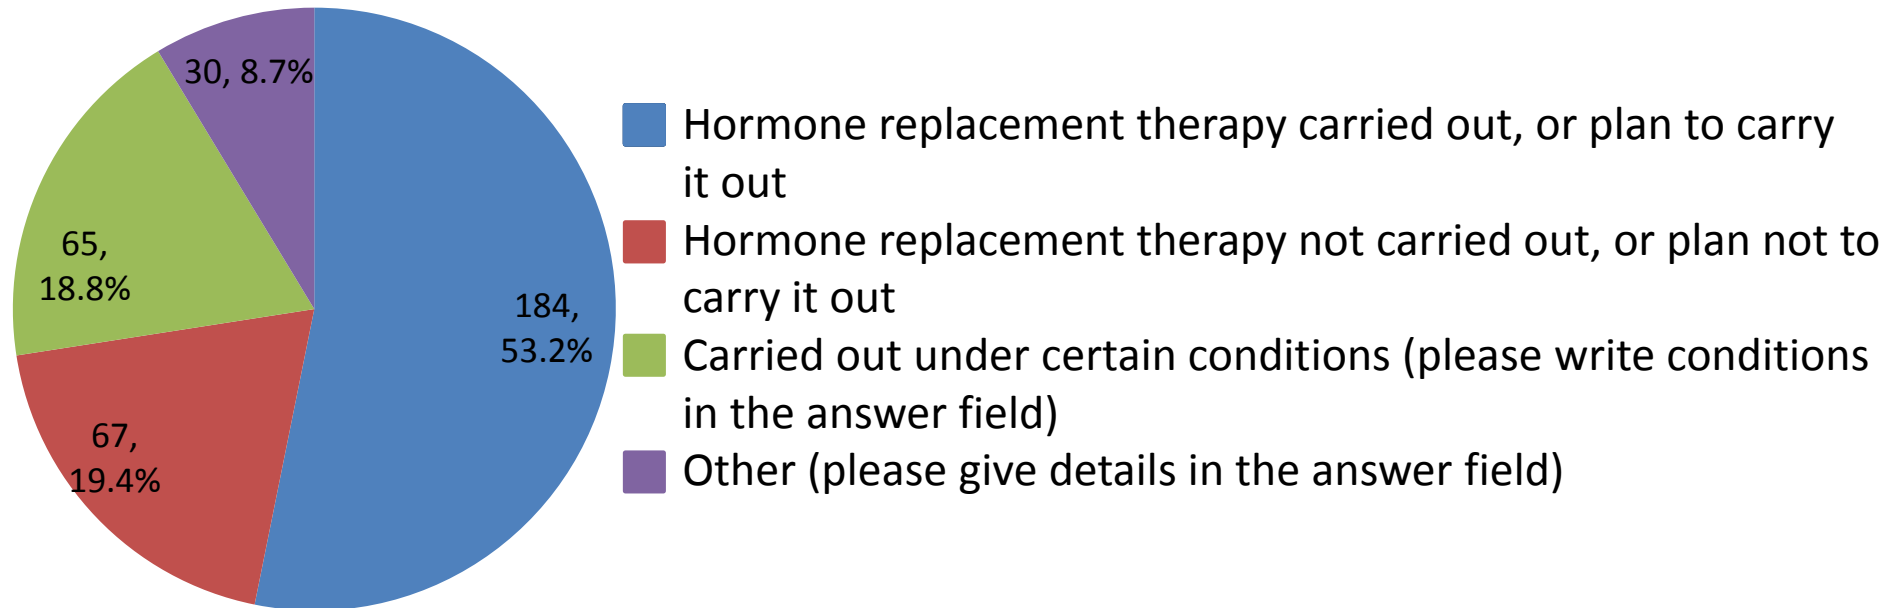 30, 8.7%
65,
18.8%
67,
19.4%
184,
53.2%
Hormone replacement therapy carried out, or plan to carry
it out
Hormone replacement therapy not carried out, or plan not to
carry it out
Carried out under certain conditions (please write conditions
in the answer field)
Other (please give details in the answer field)